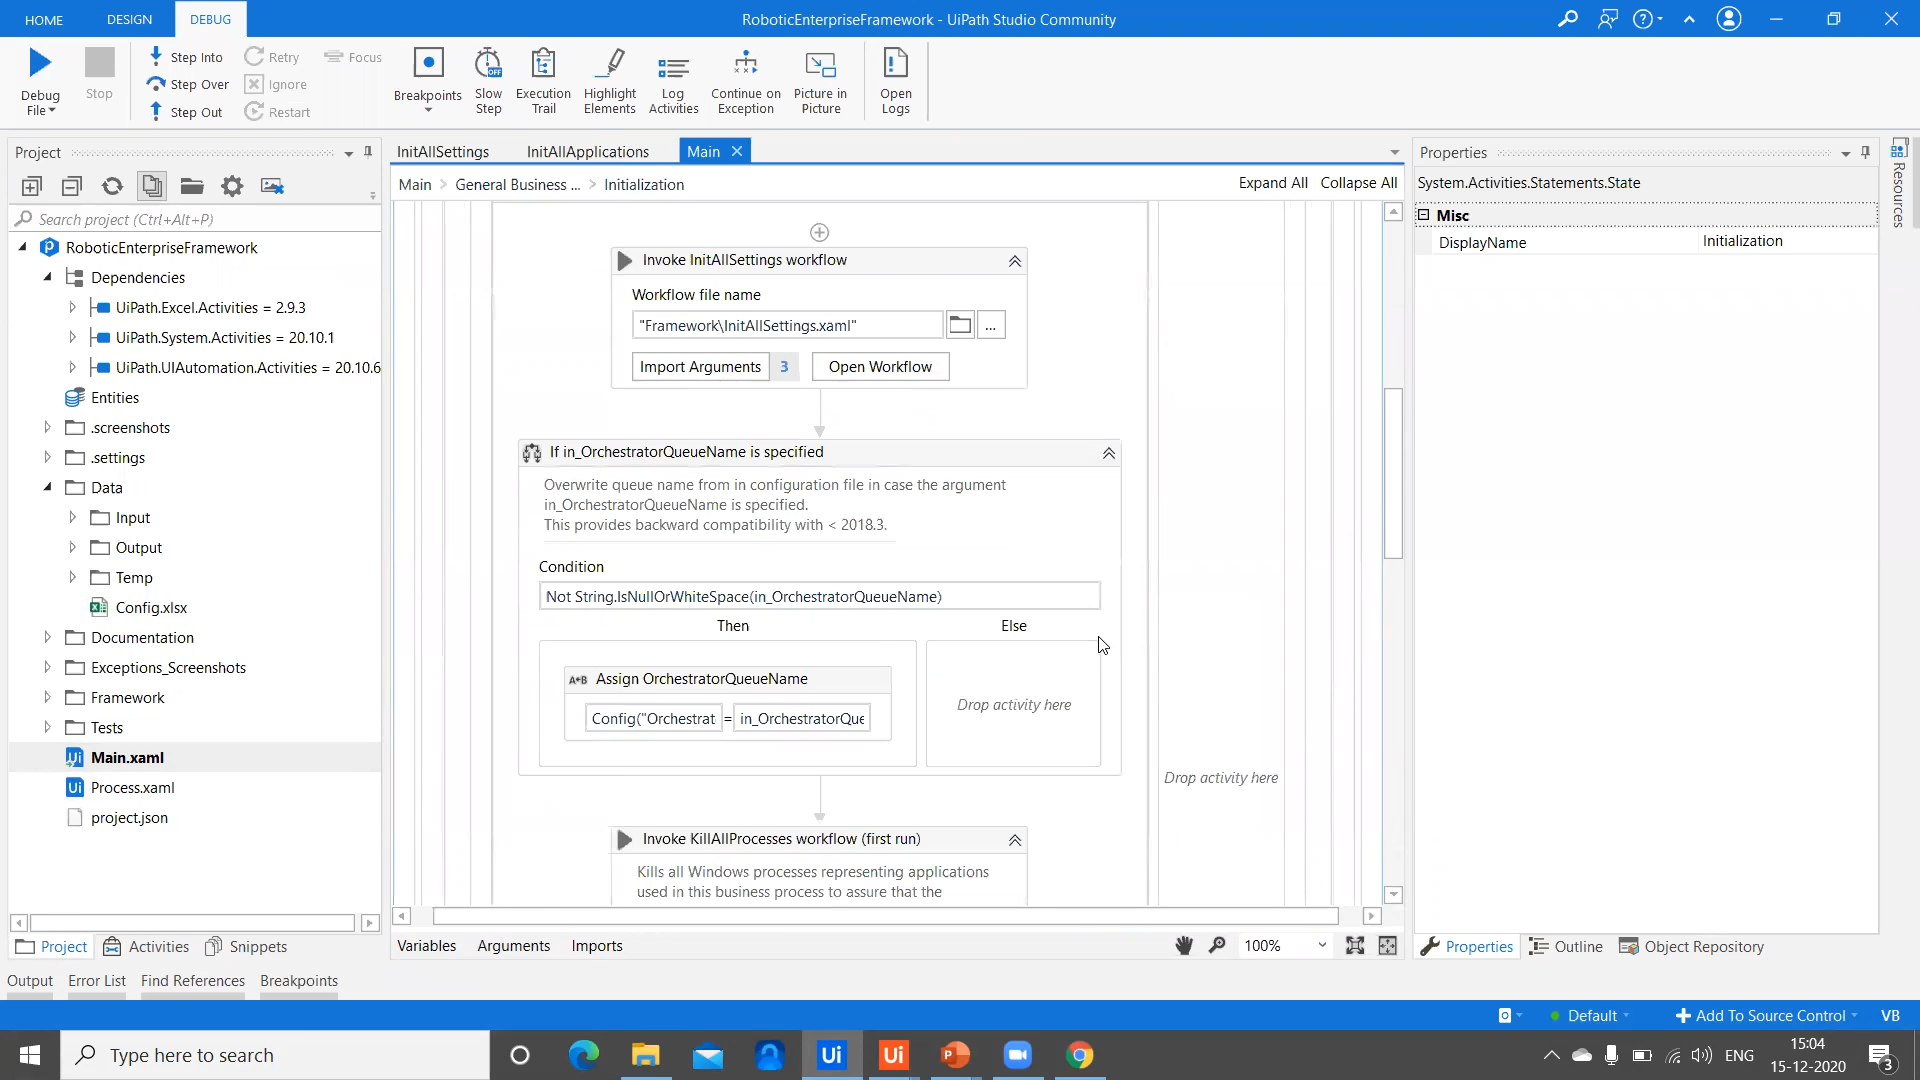 HOME
DESIGN
DEBUG
RoboticEnterpriseFramework - UiPath Studio Community
Debug
File
Stop
Step Into
Step Over
Step Out
Retry
Ignore
Restart
Focus
Breakpoints
Slow
Step
Execution
Trail
Highlight
Elements
Log
Activities
Continue on
Exception
Picture in
Picture
Open
Logs
Project
Search project (Ctrl+Alt+P)
RoboticEnterpriseFramework
Dependencies
UiPath.Excel.Activities = 2.9.3
UiPath.System.Activities = 20.10.1
UiPath.UIAutomation.Activities = 20.10.6
Entities
.screenshots
.settings
Data
Input
Output
Temp
Config.xlsx
Documentation
Exceptions_Screenshots
Framework
Tests
Main.xaml
Process.xaml
project.json
Project
Activities
Snippets
InitAllSettings
InitAllApplications
Main
Main > General Business ... > Initialization
Expand All
Collapse All
Invoke InitAllSettings workflow
Workflow file name
"Framework\InitAllSettings.xaml"
...
Import Arguments 3
Open Workflow
If in_OrchestratorQueueName is specified
Overwrite queue name from in configuration file in case the argument
in_OrchestratorQueueName is specified.
This provides backward compatibility with < 2018.3.
Condition
Not String.IsNullOrWhiteSpace(in_OrchestratorQueueName)
Then
Else
A+B Assign OrchestratorQueueName
Config("Orchestrat = in_OrchestratorQue
Drop activity here
Drop activity here
Invoke KillAllProcesses workflow (first run)
Kills all Windows processes representing applications
used in this business process to assure that the
Variables
Arguments
Imports
100%
Properties
System.Activities.Statements.State
Misc
DisplayName
Initialization
Properties
Outline
Object Repository
Resources
Output
Error List
Find References
Breakpoints
Default
Add To Source Control
VB
Type here to search
ENG
15:04
15-12-2020
3